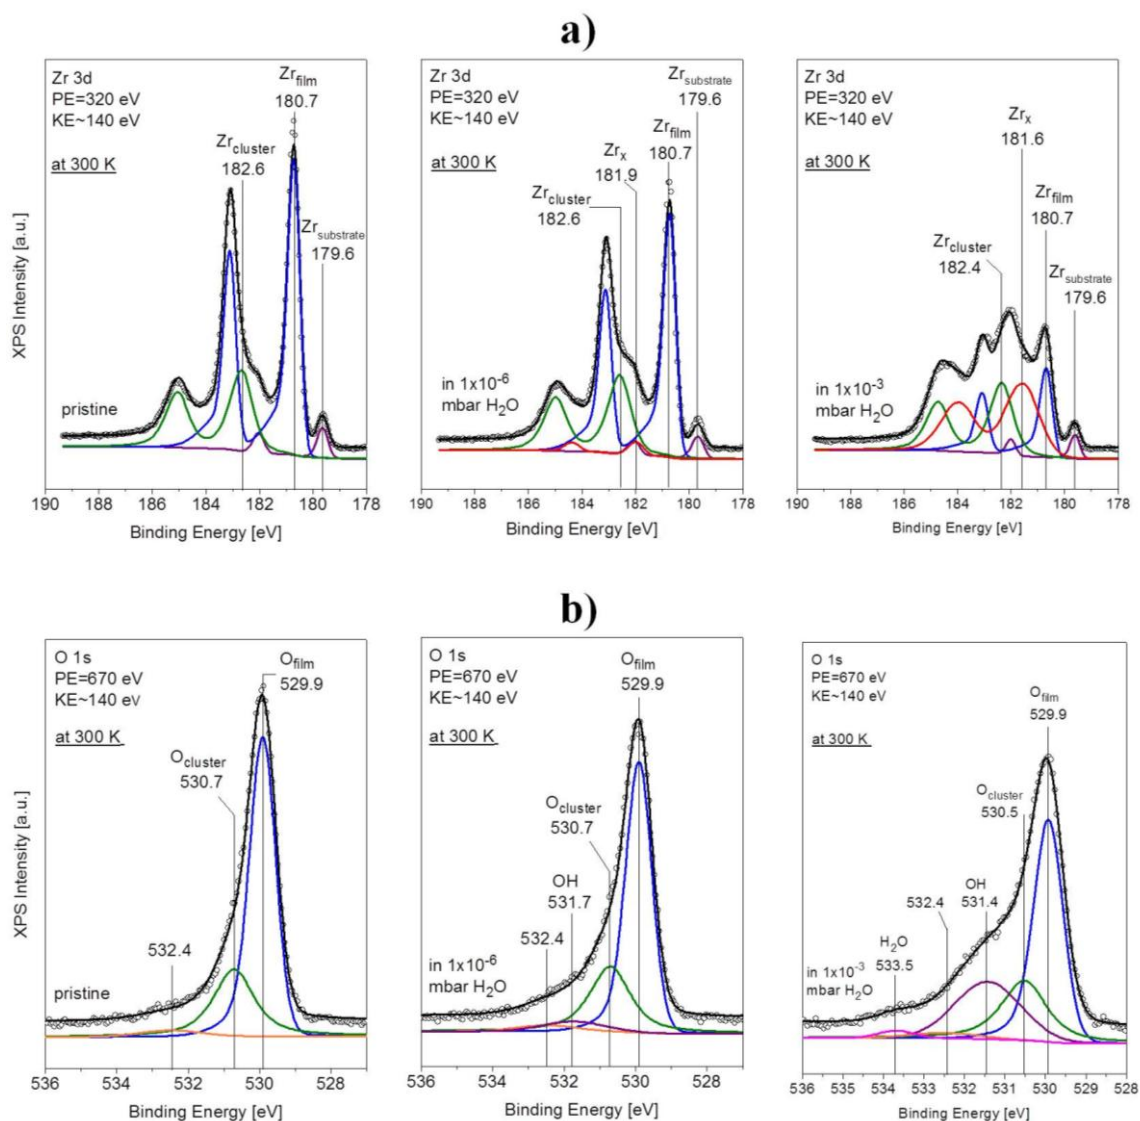 a)
Zr 3d
PE=320 eV
KE~140 eV
at 300 K
Zr_film
180.7
Zr_cluster
182.6
Zr_substrate
179.6
pristine
XPS Intensity [a.u.]
190 188 186 184 182 180 178
Binding Energy [eV]
Zr 3d
PE=320 eV
KE~140 eV
at 300 K
Zr_substrate
179.6
Zr_film
180.7
Zr_x
181.9
Zr_cluster
182.6
in 1x10⁻⁶
mbar H₂O
190 188 186 184 182 180 178
Binding Energy [eV]
Zr 3d
PE=320 eV
KE~140 eV
at 300 K
Zr_x
181.6
Zr_film
180.7
Zr_cluster
182.4
Zr_substrate
179.6
in 1x10⁻³
mbar H₂O
190 188 186 184 182 180 178
Binding Energy [eV]
b)
O 1s
PE=670 eV
KE~140 eV
at 300 K
O_film
529.9
O_cluster
530.7
532.4
pristine
XPS Intensity [a.u.]
536 534 532 530 528
Binding Energy [eV]
O 1s
PE=670 eV
KE~140 eV
at 300 K
O_film
529.9
O_cluster
530.7
OH
531.7
532.4
in 1x10⁻⁶
mbar H₂O
536 534 532 530 528
Binding Energy [eV]
O 1s
PE=670 eV
KE~140 eV
at 300 K
O_film
529.9
O_cluster
530.5
OH
531.4
532.4
H₂O
533.5
in 1x10⁻³
mbar H₂O
536 535 534 533 532 531 530 529 528
Binding Energy [eV]